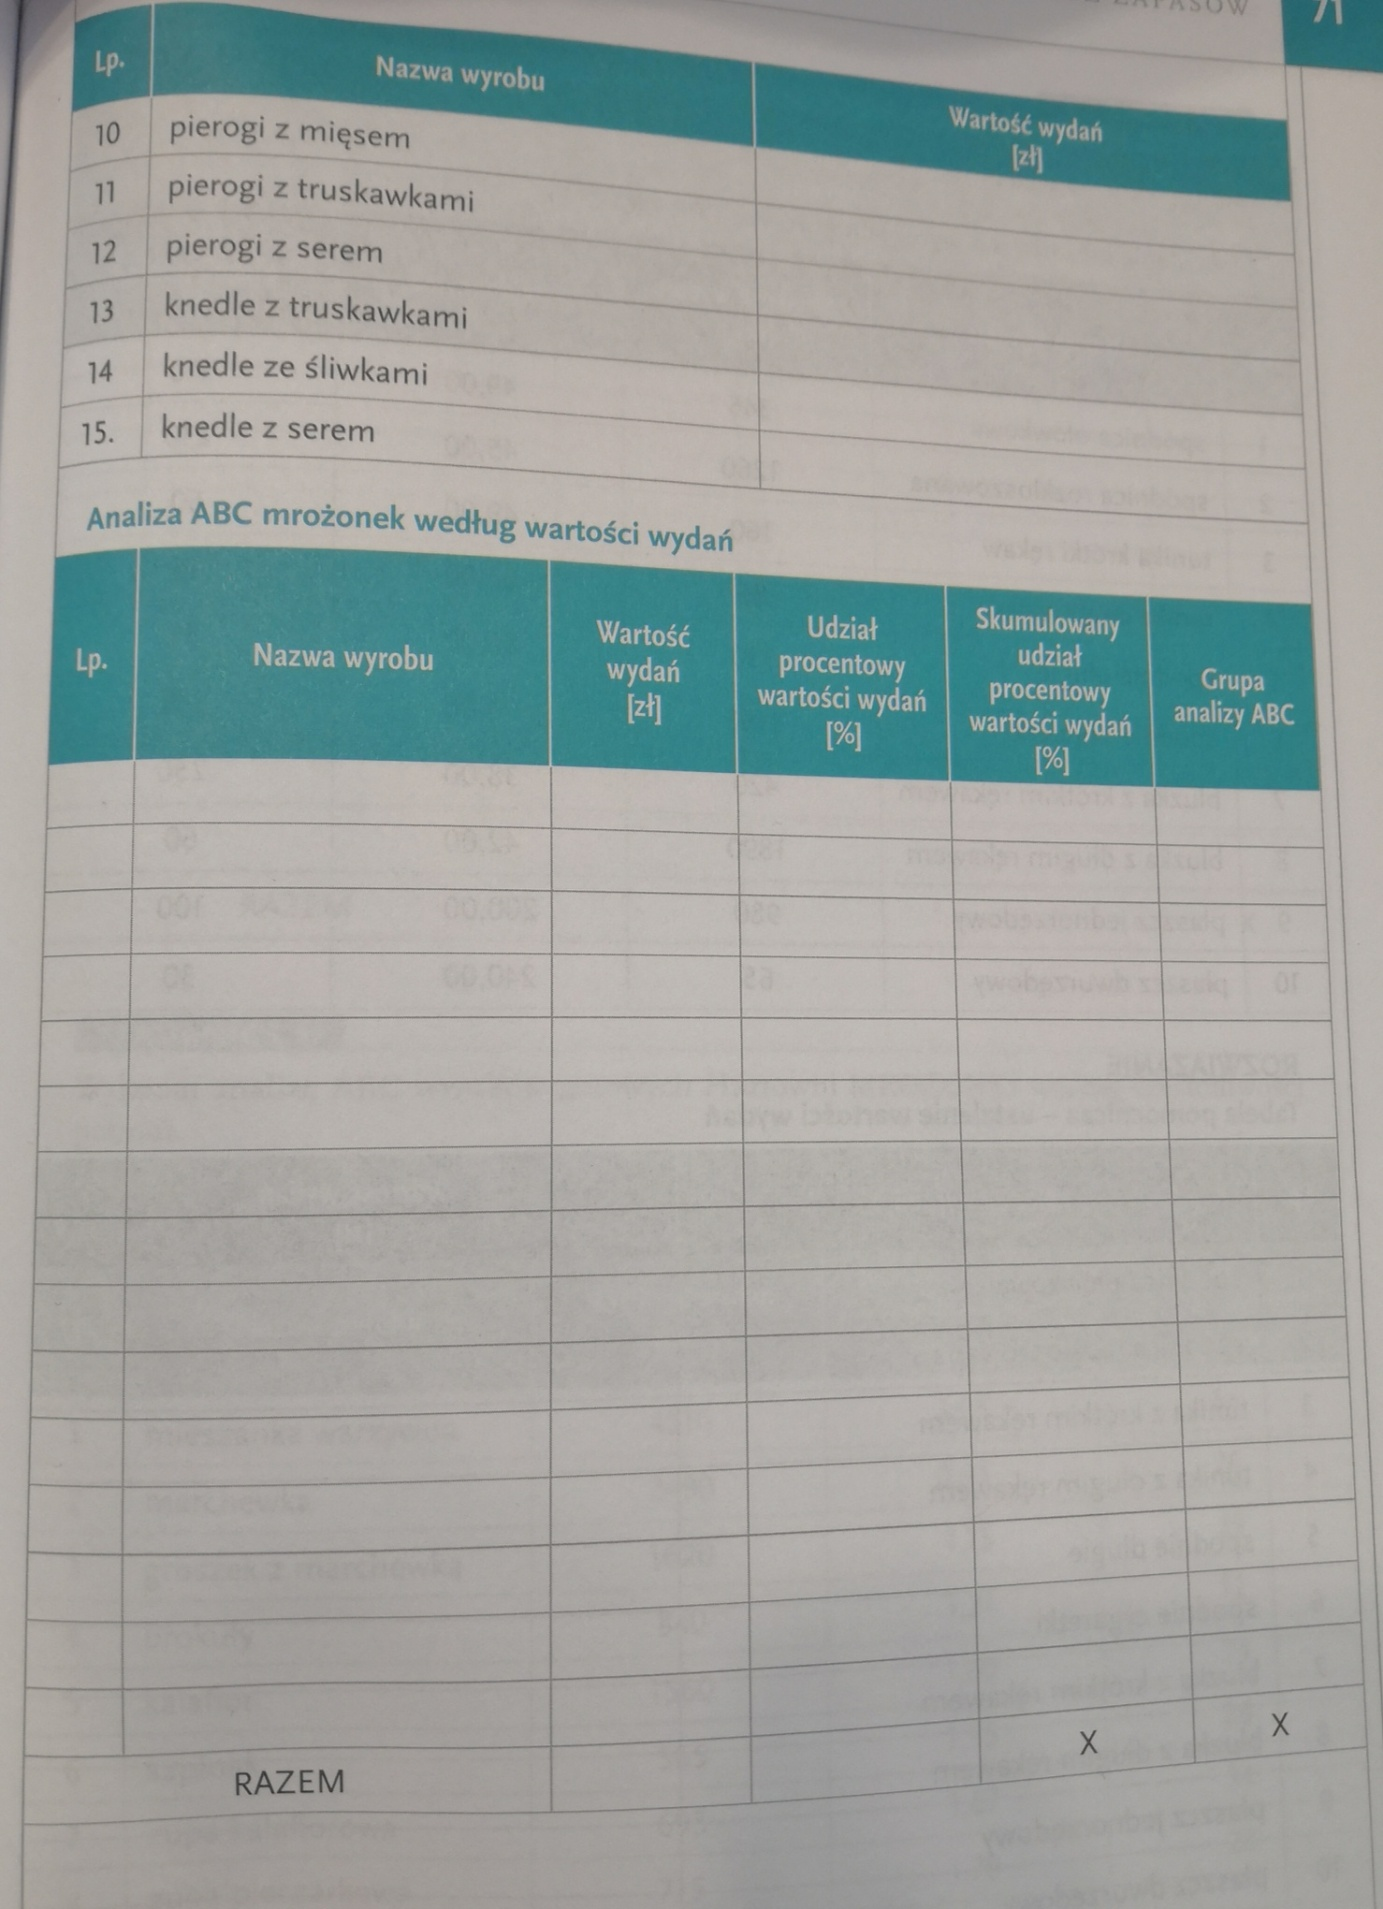 ZAPASÓW 71
Lp. Nazwa wyrobu Wartość wydań [zł]
10 pierogi z mięsem
11 pierogi z truskawkami
12 pierogi z serem
13 knedle z truskawkami
14 knedle ze śliwkami
15. knedle z serem
Analiza ABC mrożonek według wartości wydań
Lp. Nazwa wyrobu Wartość wydań [zł] Udział procentowy wartości wydań [%] Skumulowany udział procentowy wartości wydań [%] Grupa analizy ABC
RAZEM X X